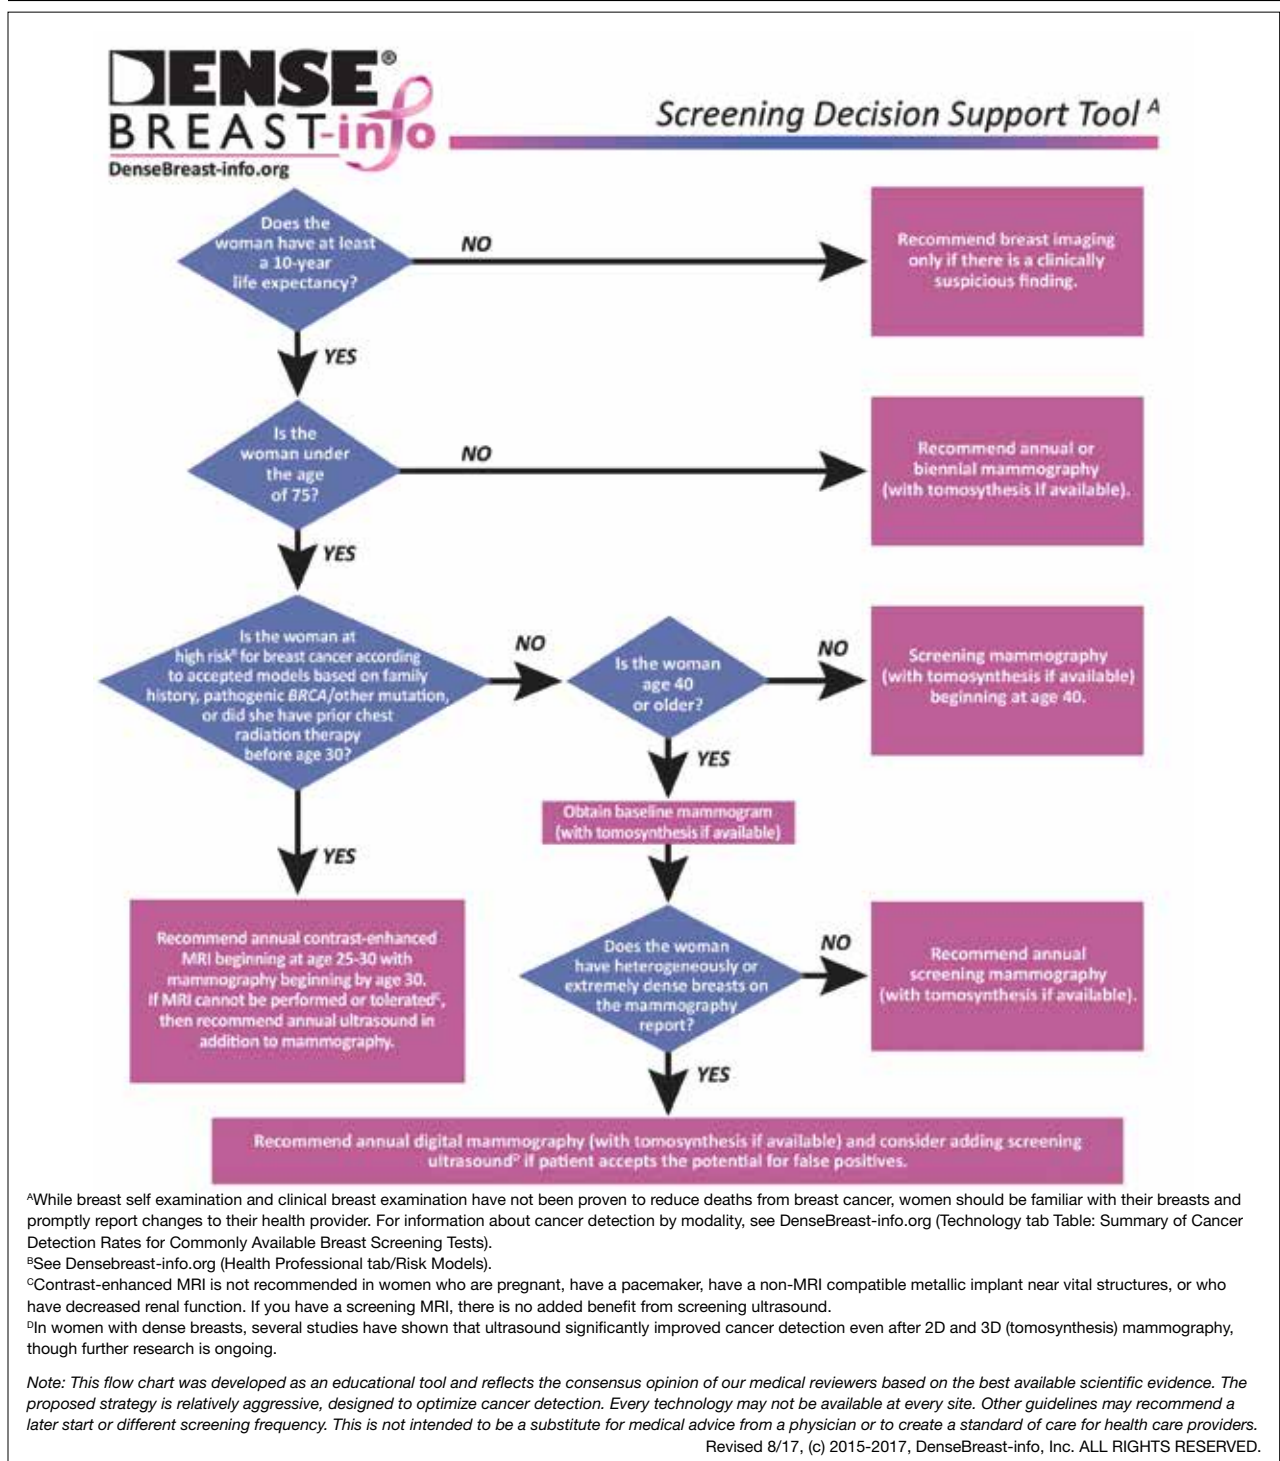 DENSE®
BREAST-info
DenseBreast-info.org
Screening Decision Support Tool A
Does the
woman have at least
a 10-year
life expectancy?
NO
Recommend breast imaging
only if there is a clinically
suspicious finding.
YES
Is the
woman under
the age
of 75?
NO
Recommend annual or
biennial mammography
(with tomosythesis if available).
YES
Is the woman at
high riskB for breast cancer according
to accepted models based on family
history, pathogenic BRCA/other mutation,
or did she have prior chest
radiation therapy
before age 30?
NO
Is the woman
age 40
or older?
NO
Screening mammography
(with tomosynthesis if available)
beginning at age 40.
YES
Obtain baseline mammogram
(with tomosynthesis if available)
YES
Recommend annual contrast-enhanced
MRI beginning at age 25-30 with
mammography beginning by age 30.
If MRI cannot be performed or toleratedC,
then recommend annual ultrasound in
addition to mammography.
Does the woman
have heterogeneously or
extremely dense breasts on
the mammography
report?
NO
Recommend annual
screening mammography
(with tomosynthesis if available).
YES
Recommend annual digital mammography (with tomosynthesis if available) and consider adding screening
ultrasoundD if patient accepts the potential for false positives.
AWhile breast self examination and clinical breast examination have not been proven to reduce deaths from breast cancer, women should be familiar with their breasts and
promptly report changes to their health provider. For information about cancer detection by modality, see DenseBreast-info.org (Technology tab Table: Summary of Cancer
Detection Rates for Commonly Available Breast Screening Tests).
BSee Densebreast-info.org (Health Professional tab/Risk Models).
CContrast-enhanced MRI is not recommended in women who are pregnant, have a pacemaker, have a non-MRI compatible metallic implant near vital structures, or who
have decreased renal function. If you have a screening MRI, there is no added benefit from screening ultrasound.
DIn women with dense breasts, several studies have shown that ultrasound significantly improved cancer detection even after 2D and 3D (tomosynthesis) mammography,
though further research is ongoing.
Note: This flow chart was developed as an educational tool and reflects the consensus opinion of our medical reviewers based on the best available scientific evidence. The
proposed strategy is relatively aggressive, designed to optimize cancer detection. Every technology may not be available at every site. Other guidelines may recommend a
later start or different screening frequency. This is not intended to be a substitute for medical advice from a physician or to create a standard of care for health care providers.
Revised 8/17, (c) 2015-2017, DenseBreast-info, Inc. ALL RIGHTS RESERVED.